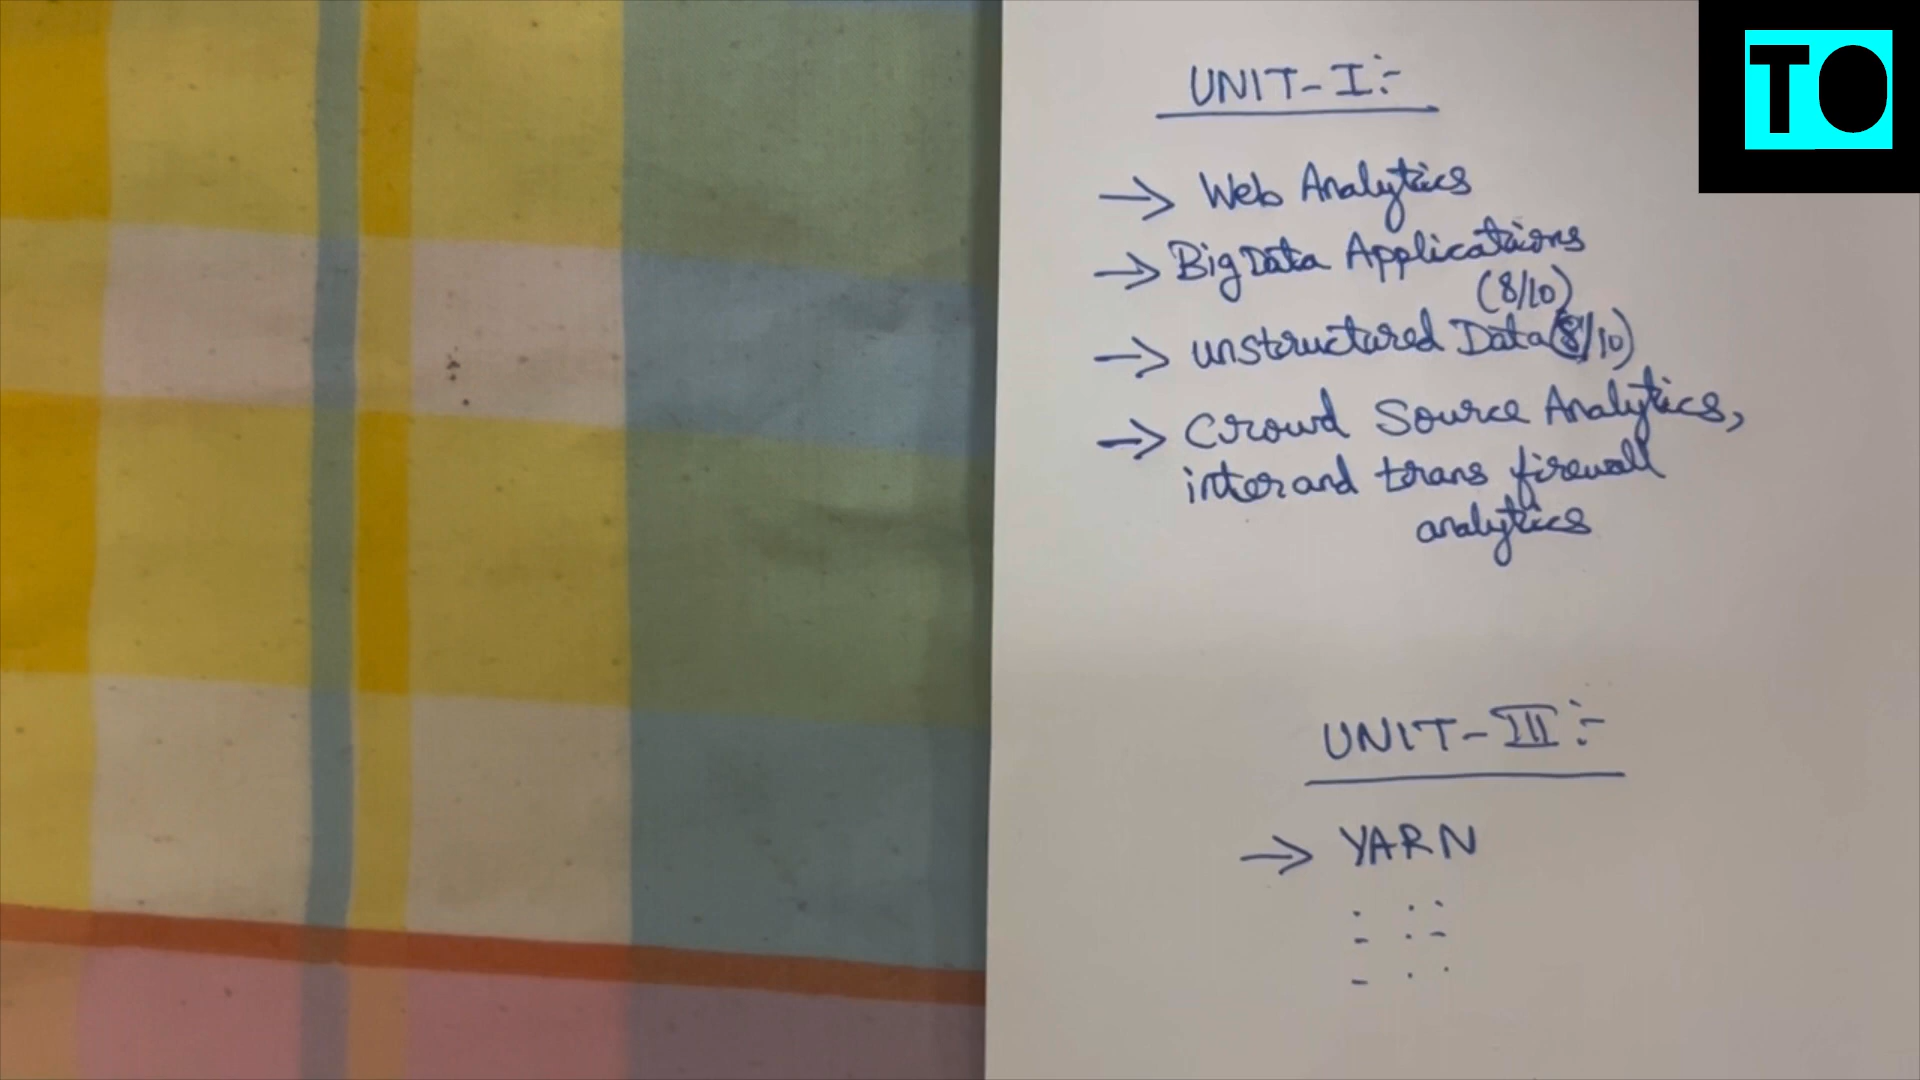 UNIT-I:-
TO
→ Web Analytics
→ Big Data Applications
(8/10)
→ unstructured Data (8/10)
→ Crowd Source Analytics,
inter and trans firewall
analytics
UNIT-III:-
→ YARN